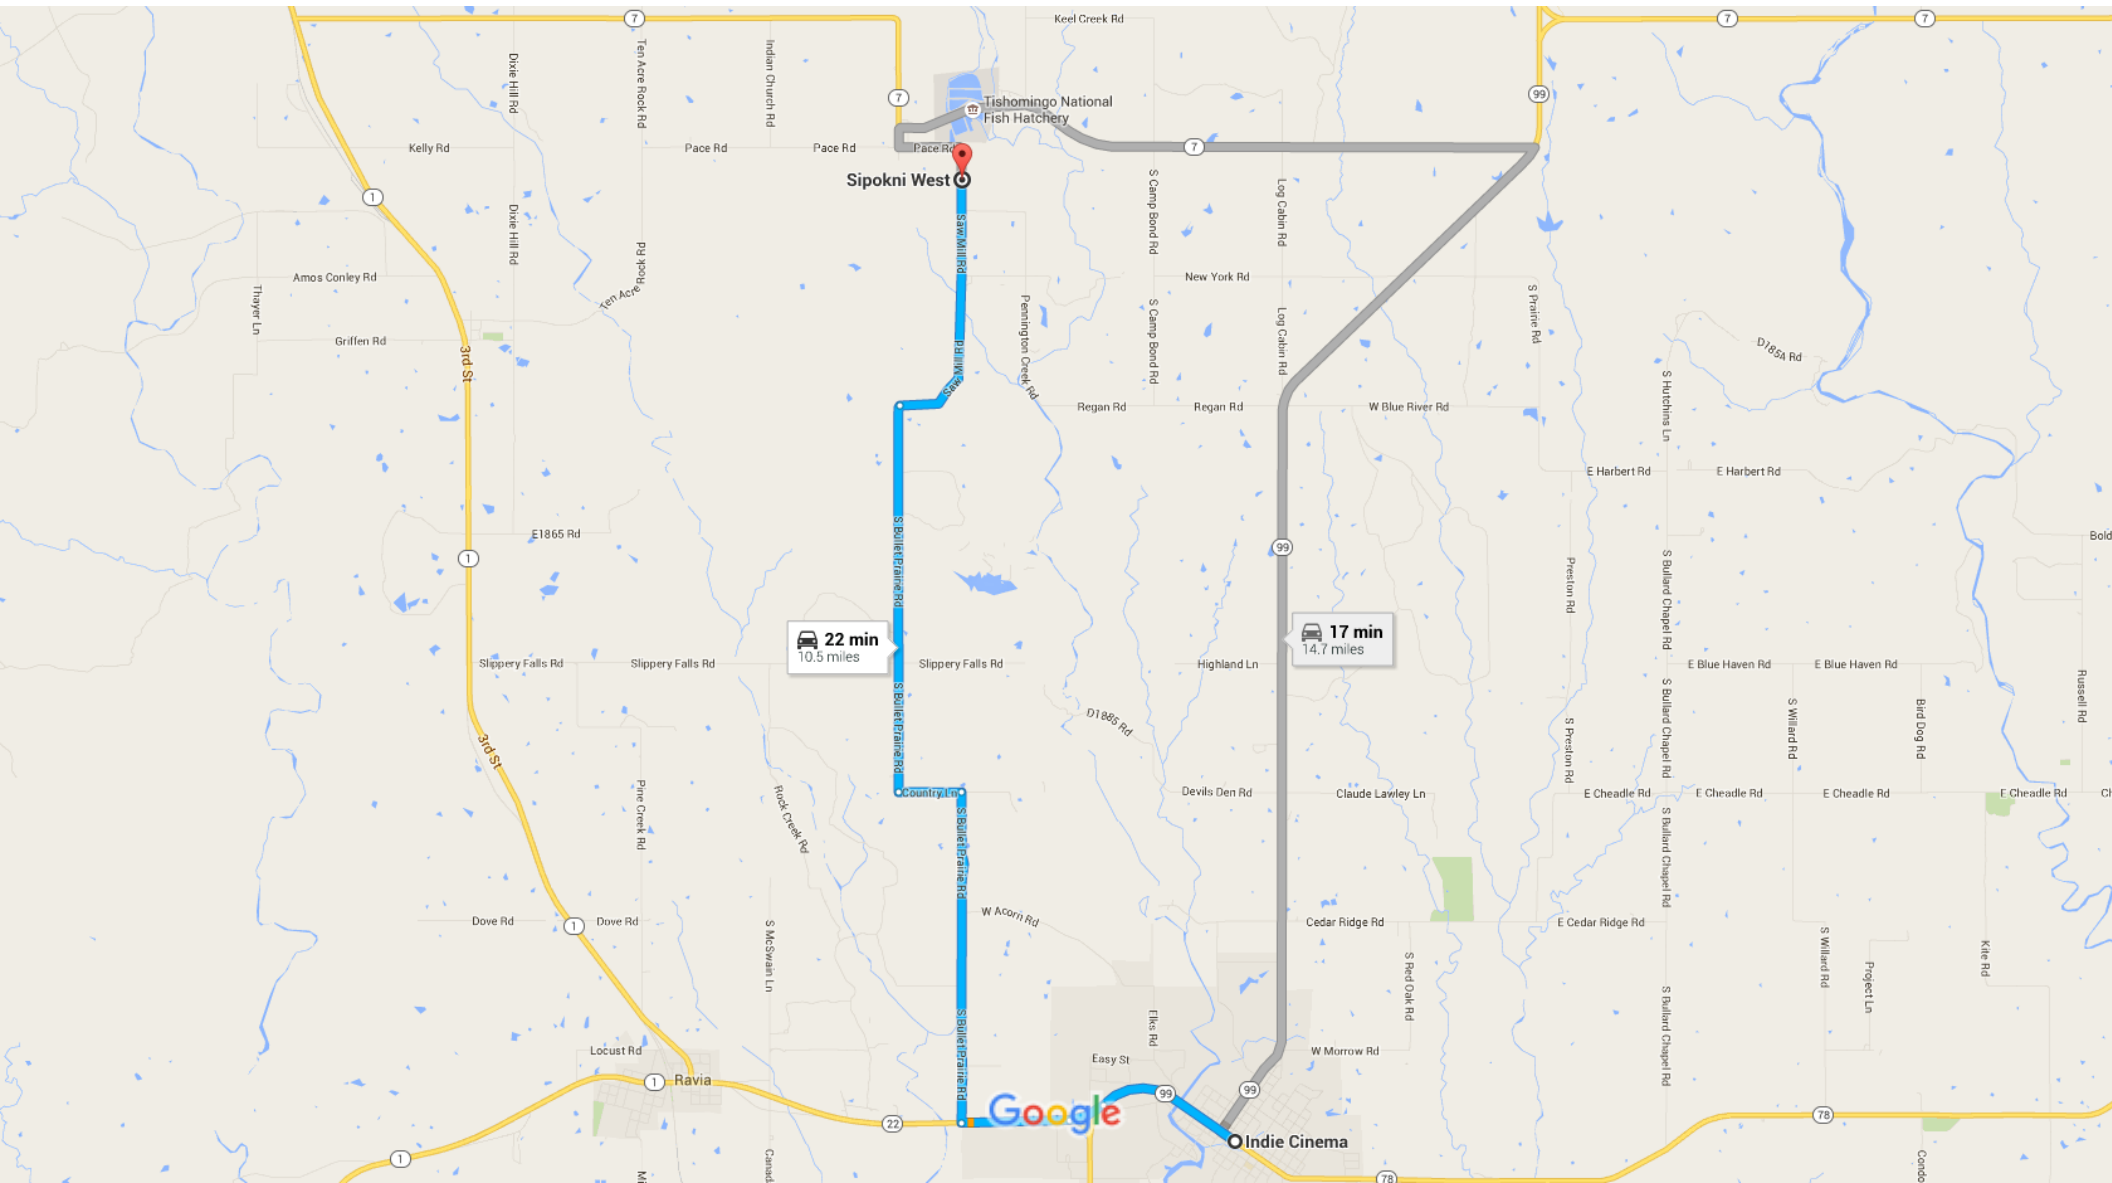 7
Keel Creek Rd
7
7
Dixie Hill Rd
Ten Acre Rock Rd
Indian Church Rd
7
99
Tishomingo National
Fish Hatchery
Kelly Rd
Pace Rd
Pace Rd
Pace Rd
7
Sipokni West
1
S Camp Bond Rd
Log Cabin Rd
Dixie Hill Rd
Saw Mill Rd
Ten Acre Rock Rd
Amos Conley Rd
New York Rd
Thayer Ln
Pennington Creek Rd
S Camp Bond Rd
Log Cabin Rd
S Prairie Rd
Griffen Rd
3rd St
Saw Mill Rd
D185A Rd
S Hutchins Ln
Regan Rd
Regan Rd
W Blue River Rd
E Harbert Rd
E Harbert Rd
E1865 Rd
Bold
1
99
S Bullet Prairie Rd
Preston Rd
S Bullard Chapel Rd
22 min
10.5 miles
17 min
14.7 miles
Slippery Falls Rd
Slippery Falls Rd
Slippery Falls Rd
Highland Ln
E Blue Haven Rd
E Blue Haven Rd
Russell Rd
S Bullet Prairie Rd
D1885 Rd
S Preston Rd
S Bullard Chapel Rd
S Willard Rd
Bird Dog Rd
3rd St
Country Ln
Devils Den Rd
Claude Lawley Ln
E Cheadle Rd
E Cheadle Rd
E Cheadle Rd
E Cheadle Rd
Ch
Pine Creek Rd
Rock Creek Rd
S Bullet Prairie Rd
S Bullard Chapel Rd
Dove Rd
1
Dove Rd
W Acorn Rd
Cedar Ridge Rd
E Cedar Ridge Rd
S McSwain Ln
S Red Oak Rd
S Willard Rd
Project Ln
Kite Rd
S Bullet Prairie Rd
Elks Rd
S Bullard Chapel Rd
Locust Rd
Easy St
W Morrow Rd
1
Ravia
99
99
22
Google
78
Indie Cinema
1
Mi
Canad
78
Condo